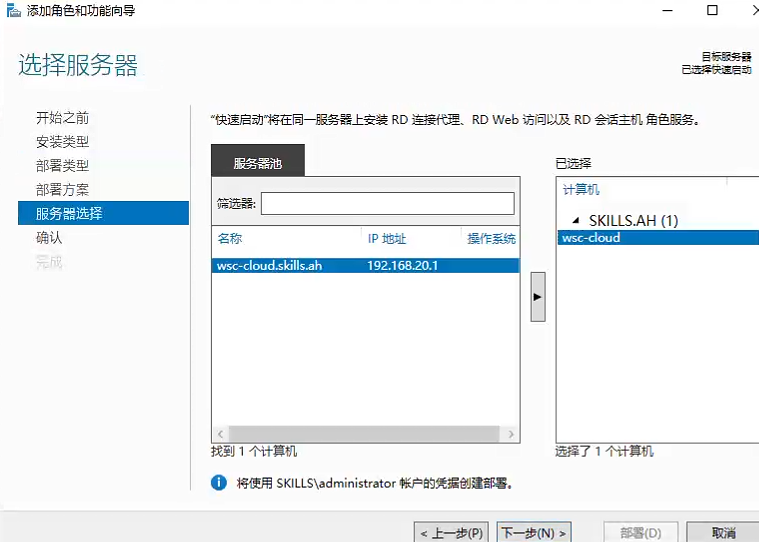 添加角色和功能向导
选择服务器
目标服务器
已选择快速启动
开始之前
安装类型
部署类型
部署方案
服务器选择
确认
完成
"快速启动"将在同一服务器上安装 RD 连接代理、RD Web 访问以及 RD 会话主机 角色服务。
服务器池
筛选器:
名称 IP 地址 操作系统
wsc-cloud.skills.ah 192.168.20.1
找到 1 个计算机
已选择
计算机
SKILLS.AH (1)
wsc-cloud
选择了 1 个计算机
将使用 SKILLS\administrator 帐户的凭据创建部署。
< 上一步(P) 下一步(N) > 部署(D) 取消